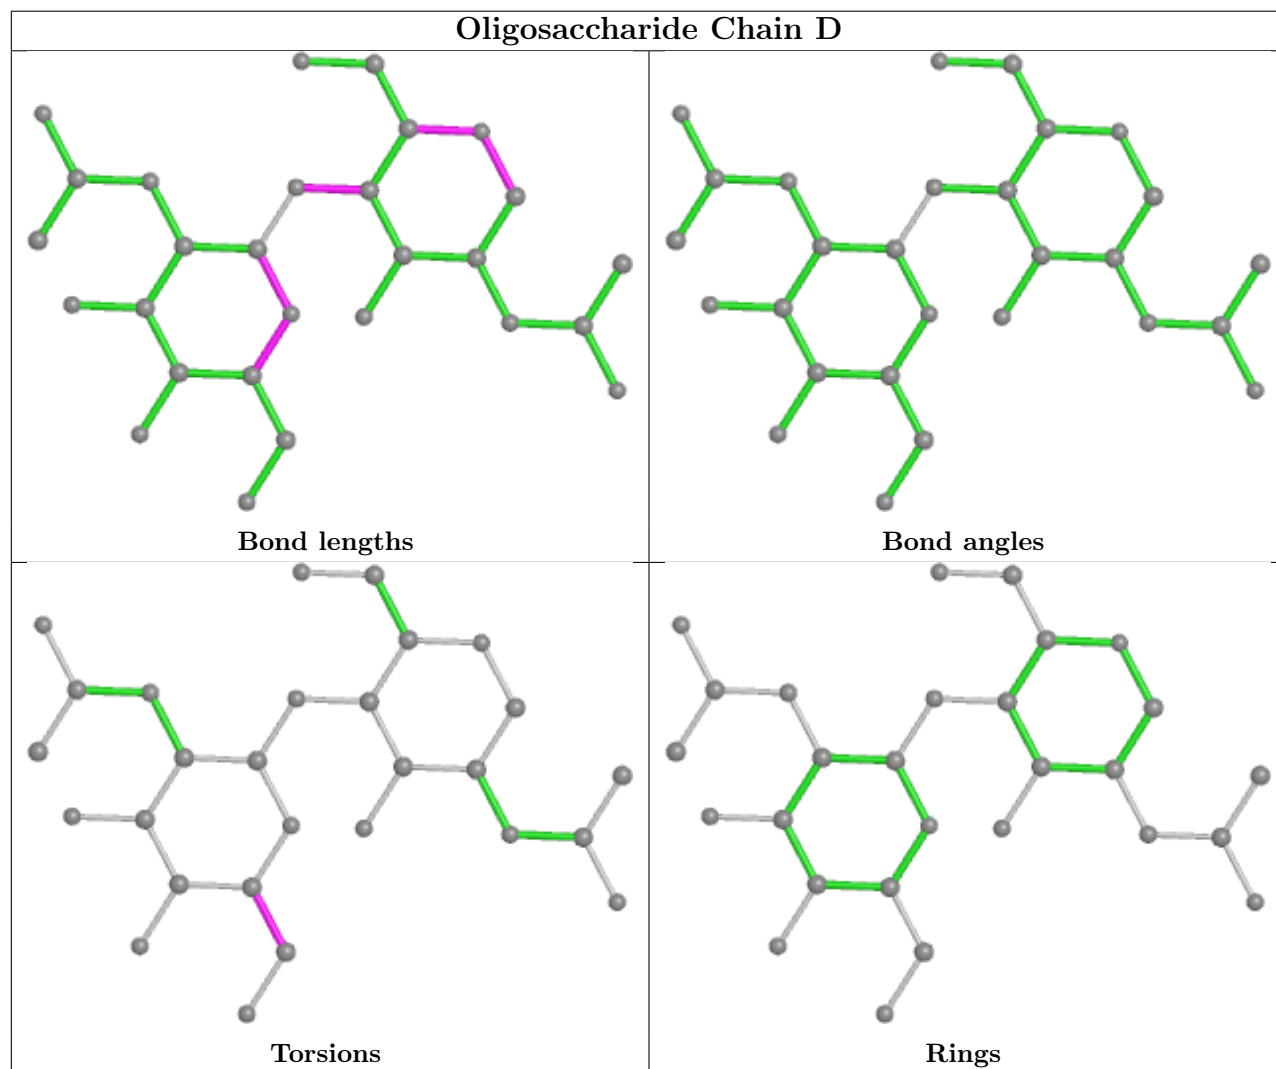 Oligosaccharide Chain D
Bond lengths
Bond angles
Torsions
Rings